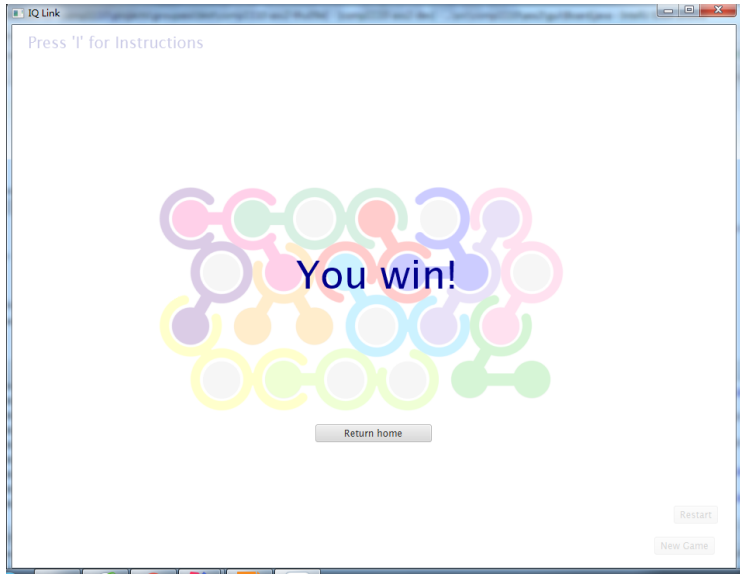 IQ Link
Press 'I' for Instructions
You win!
Return home
Restart
New Game